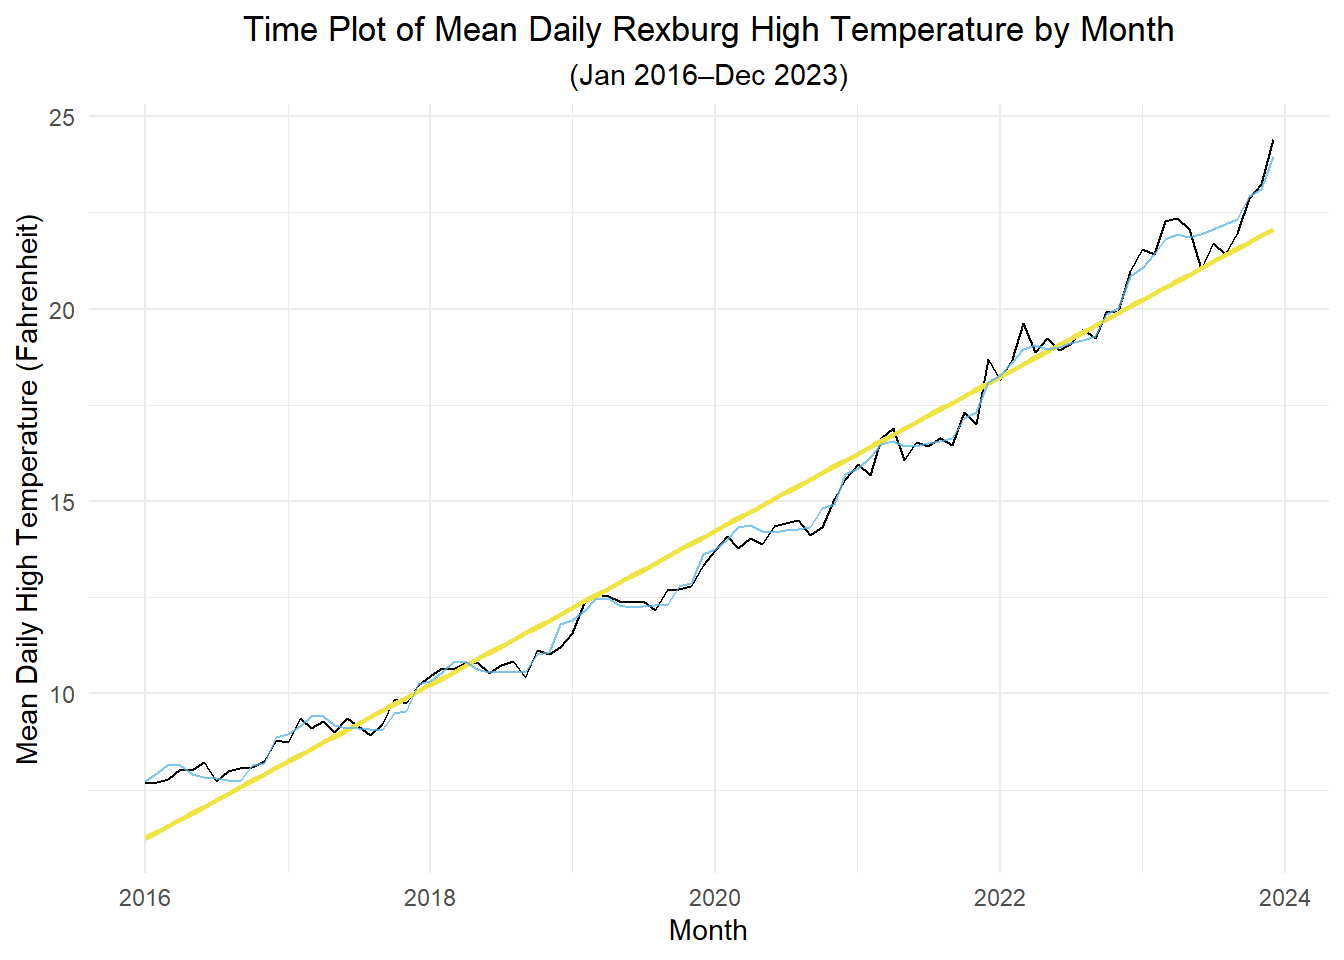 Time Plot of Mean Daily Rexburg High Temperature by Month
(Jan 2016–Dec 2023)
Mean Daily High Temperature (Fahrenheit)
25
20
15
10
2016 2018 2020 2022 2024
Month